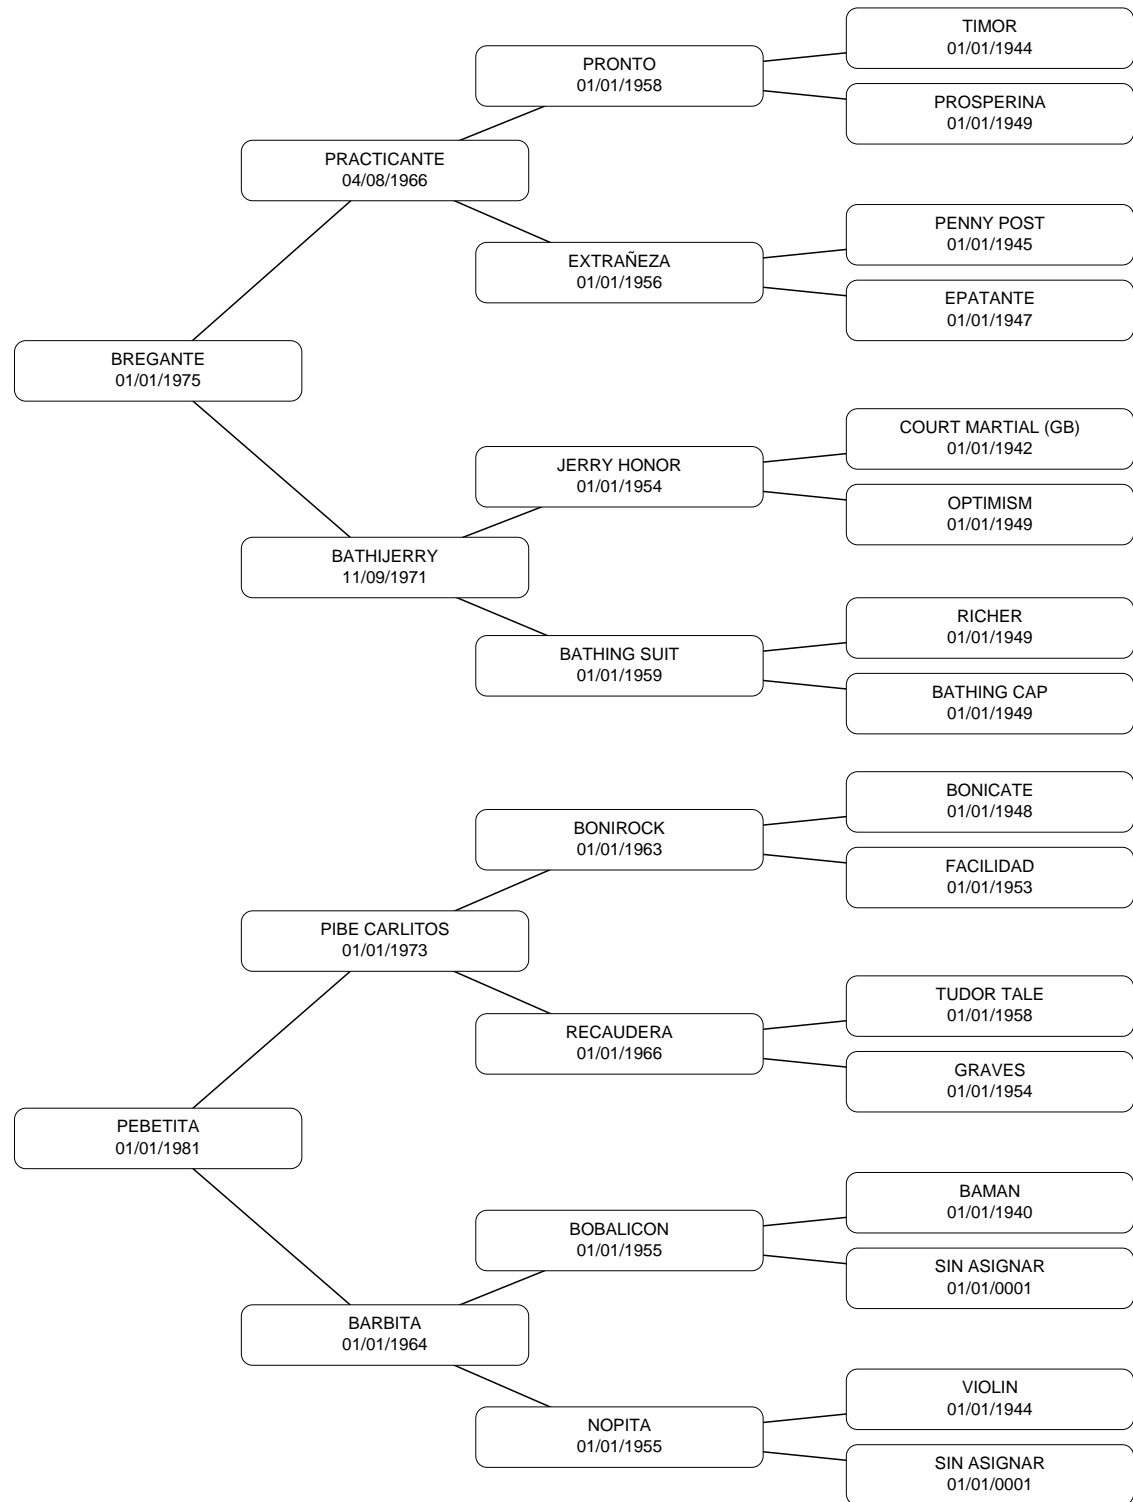 TIMOR
01/01/1944
PRONTO
01/01/1958
PROSPERINA
01/01/1949
PRACTICANTE
04/08/1966
PENNY POST
01/01/1945
EXTRAÑEZA
01/01/1956
EPATANTE
01/01/1947
BREGANTE
01/01/1975
COURT MARTIAL (GB)
01/01/1942
JERRY HONOR
01/01/1954
OPTIMISM
01/01/1949
BATHIJERRY
11/09/1971
RICHER
01/01/1949
BATHING SUIT
01/01/1959
BATHING CAP
01/01/1949
BONICATE
01/01/1948
BONIROCK
01/01/1963
FACILIDAD
01/01/1953
PIBE CARLITOS
01/01/1973
TUDOR TALE
01/01/1958
RECAUDERA
01/01/1966
GRAVES
01/01/1954
PEBETITA
01/01/1981
BAMAN
01/01/1940
BOBALICON
01/01/1955
SIN ASIGNAR
01/01/0001
BARBITA
01/01/1964
VIOLIN
01/01/1944
NOPITA
01/01/1955
SIN ASIGNAR
01/01/0001